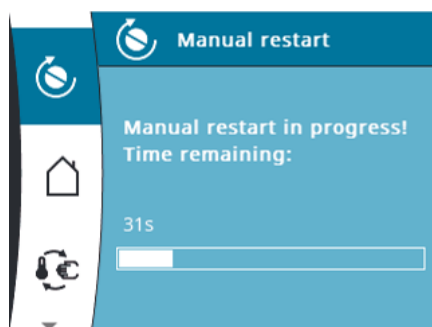 Manual restart
Manual restart in progress!
Time remaining:
31s